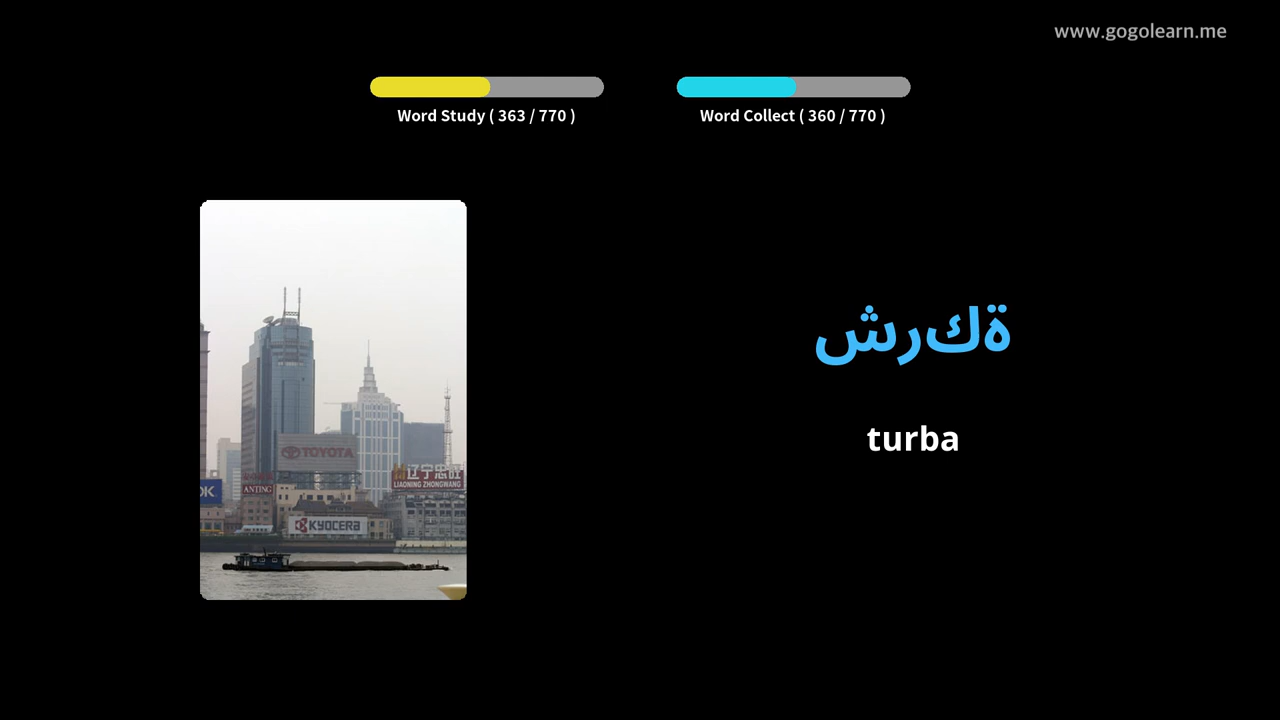 www.gogolearn.me
Word Study ( 363 / 770 )
Word Collect ( 360 / 770 )
ةكرش
turba
TOYOTA
辽宁忠旺
LIAONING ZHONGWANG
ANTING
KYOCERA